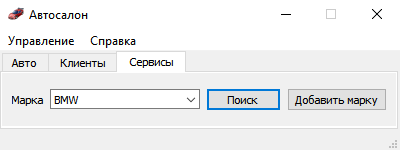 Автосалон
Управление Справка
Авто Клиенты Сервисы
Марка BMW Поиск Добавить марку